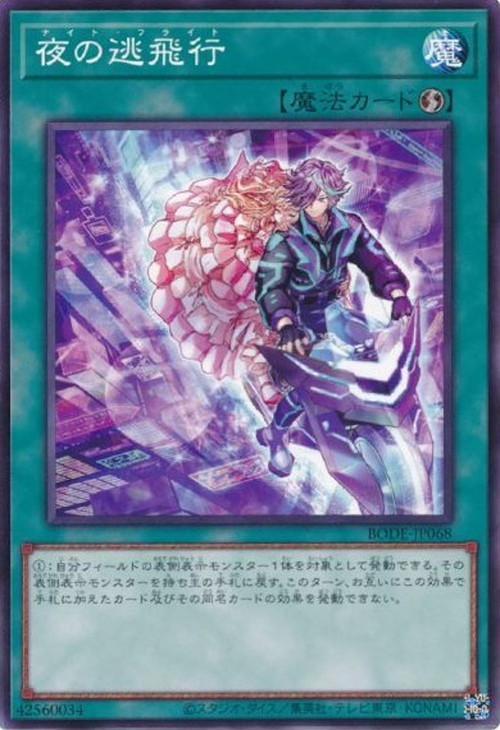 ナイト・フライト
夜の逃飛行
魔
【魔法カード】
BODE-JP068
①:自分フィールドの表側表示モンスター1体を対象として発動できる。その
表側表示モンスターを持ち主の手札に戻す。このターン、お互いにこの効果で
手札に加えたカード及びその同名カードの効果を発動できない。
42560034
©スタジオ・ダイス/集英社・テレビ東京・KONAMI